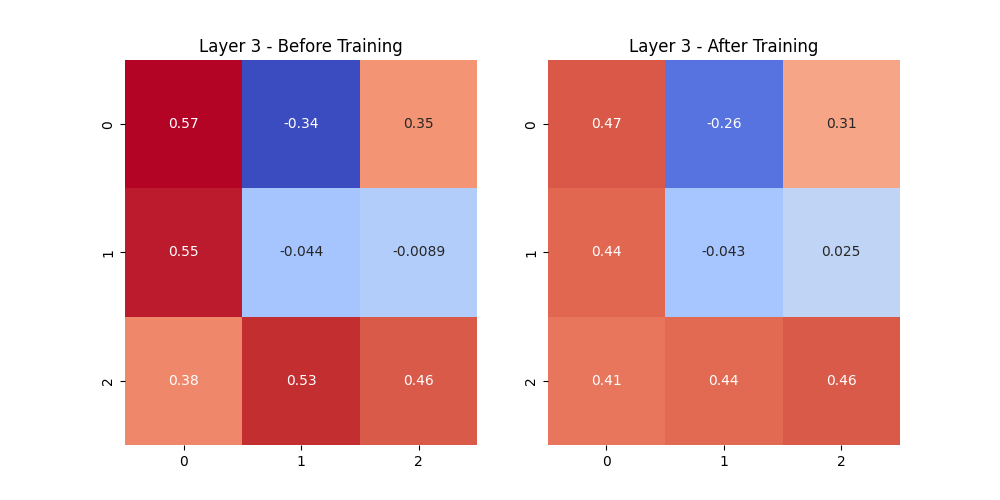 Layer 3 - Before Training
Layer 3 - After Training
0 0.57 -0.34 0.35
0 0.47 -0.26 0.31
1 0.55 -0.044 -0.0089
1 0.44 -0.043 0.025
2 0.38 0.53 0.46
2 0.41 0.44 0.46
0 1 2
0 1 2